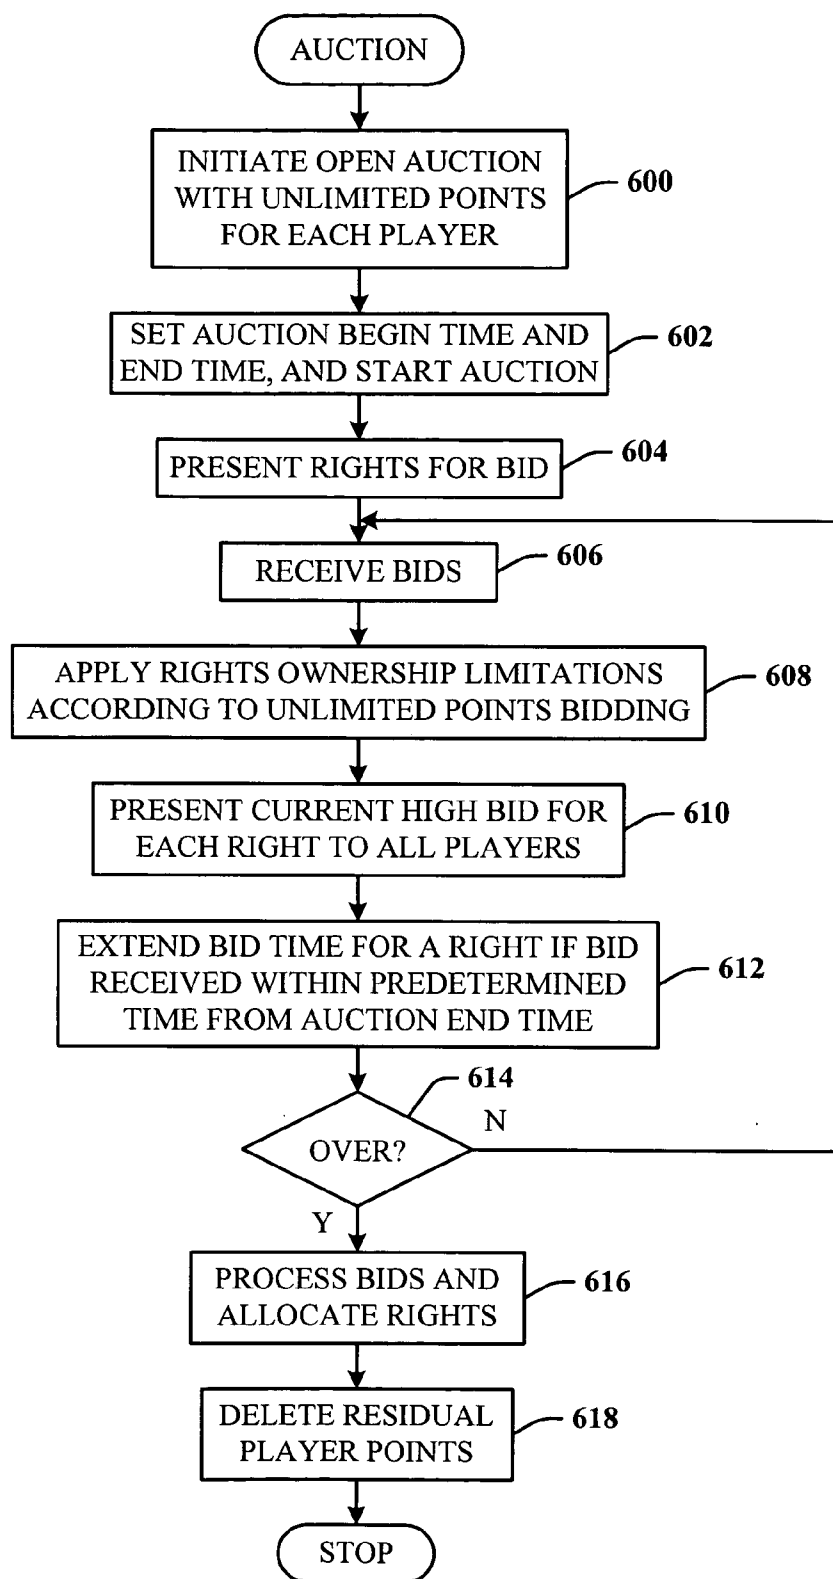 AUCTION
INITIATE OPEN AUCTION
WITH UNLIMITED POINTS
FOR EACH PLAYER
600
SET AUCTION BEGIN TIME AND
END TIME, AND START AUCTION
602
PRESENT RIGHTS FOR BID
604
RECEIVE BIDS
606
APPLY RIGHTS OWNERSHIP LIMITATIONS
ACCORDING TO UNLIMITED POINTS BIDDING
608
PRESENT CURRENT HIGH BID FOR
EACH RIGHT TO ALL PLAYERS
610
EXTEND BID TIME FOR A RIGHT IF BID
RECEIVED WITHIN PREDETERMINED
TIME FROM AUCTION END TIME
612
614
OVER?
N
Y
PROCESS BIDS AND
ALLOCATE RIGHTS
616
DELETE RESIDUAL
PLAYER POINTS
618
STOP